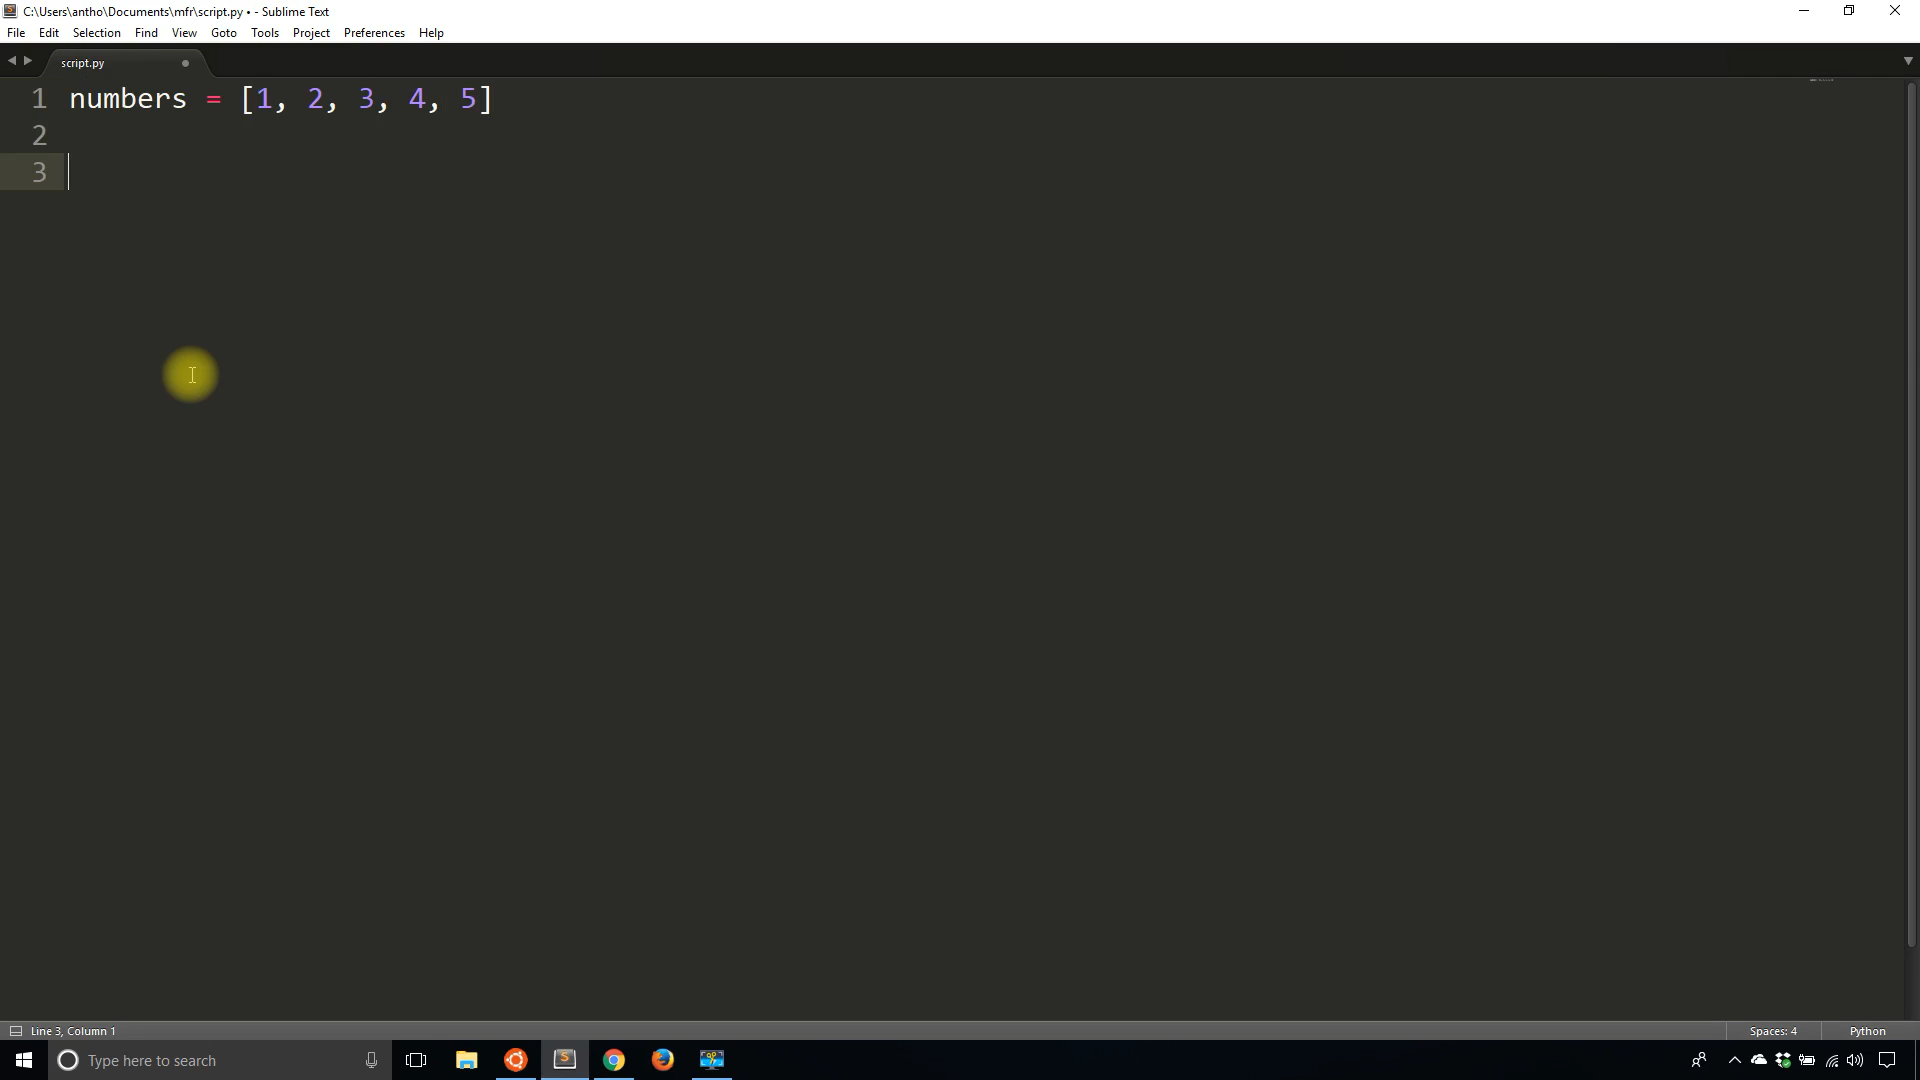 C:\Users\antho\Documents\mfr\script.py • - Sublime Text
File Edit Selection Find View Goto Tools Project Preferences Help
script.py
1 numbers = [1, 2, 3, 4, 5]
2
3
Line 3, Column 1 Spaces: 4 Python
Type here to search